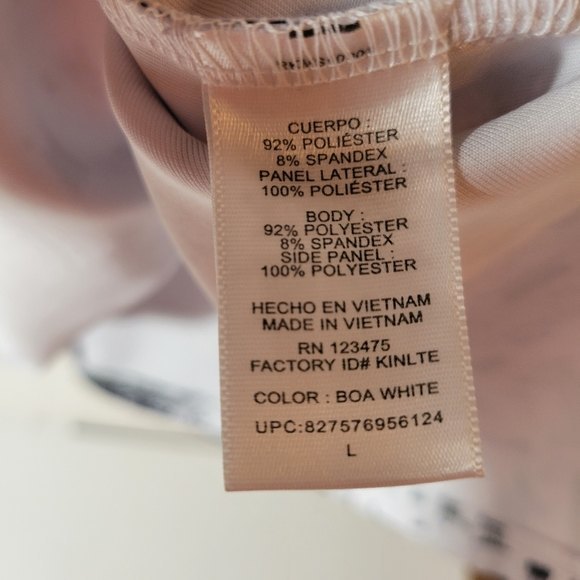 CUERPO :
92% POLIÉSTER
8% SPANDEX
PANEL LATERAL :
100% POLIÉSTER
BODY :
92% POLYESTER
8% SPANDEX
SIDE PANEL :
100% POLYESTER
HECHO EN VIETNAM
MADE IN VIETNAM
RN 123475
FACTORY ID# KINLTE
COLOR : BOA WHITE
UPC:827576956124
L